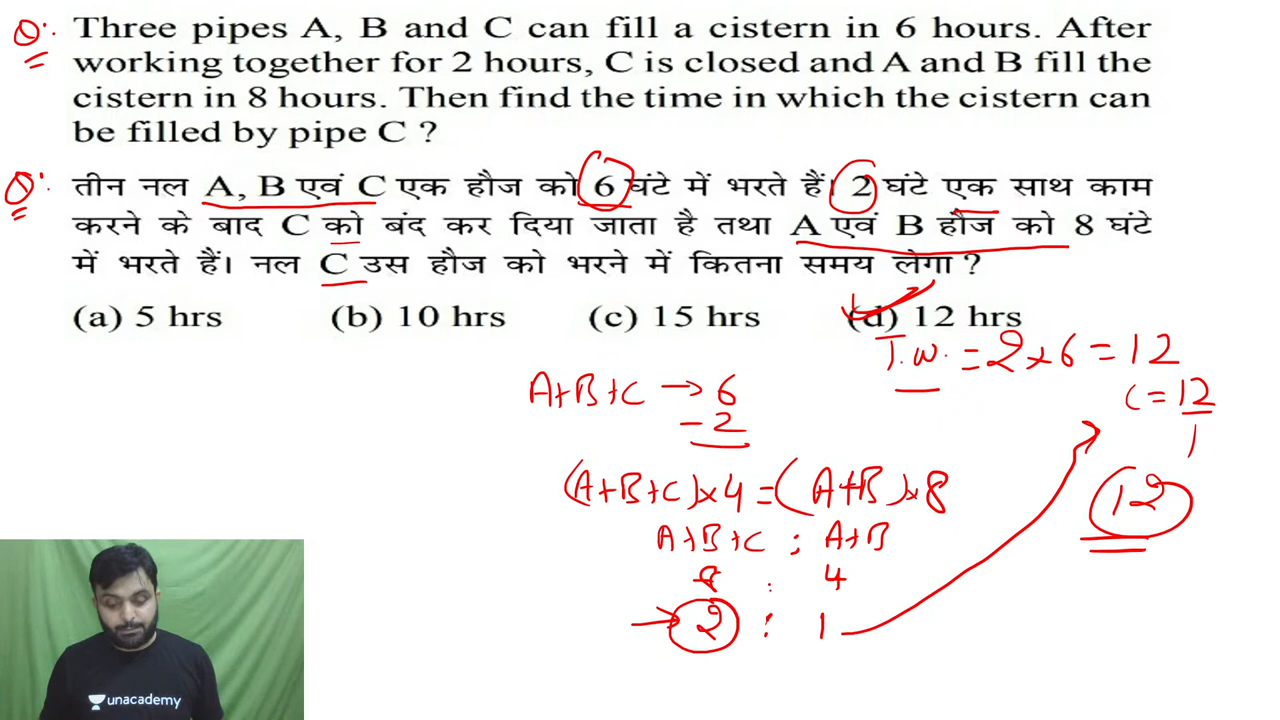 Q. Three pipes A, B and C can fill a cistern in 6 hours. After
working together for 2 hours, C is closed and A and B fill the
cistern in 8 hours. Then find the time in which the cistern can
be filled by pipe C ?
Q. तीन नल A, B एवं C एक हौज को 6 घंटे में भरते हैं। 2 घंटे एक साथ काम
करने के बाद C को बंद कर दिया जाता है तथा A एवं B हौज को 8 घंटे
में भरते हैं। नल C उस हौज को भरने में कितना समय लेगा ?
(a) 5 hrs (b) 10 hrs (c) 15 hrs (d) 12 hrs
T.W. = 2×6 = 12
A+B+C → 6
- 2
C = 12
1
(A+B+C)×4 = (A+B)×8
12
A+B+C : A+B
8 : 4
→ 2 : 1
unacademy